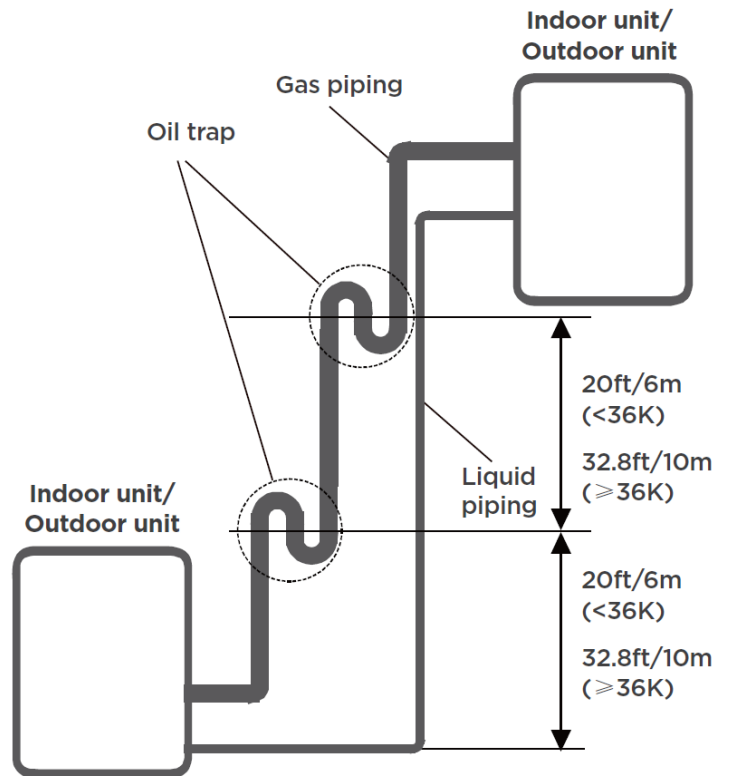 Indoor unit/
Outdoor unit
Gas piping
Oil trap
20ft/6m
(<36K)
32.8ft/10m
(⩾36K)
Liquid
piping
Indoor unit/
Outdoor unit
20ft/6m
(<36K)
32.8ft/10m
(⩾36K)